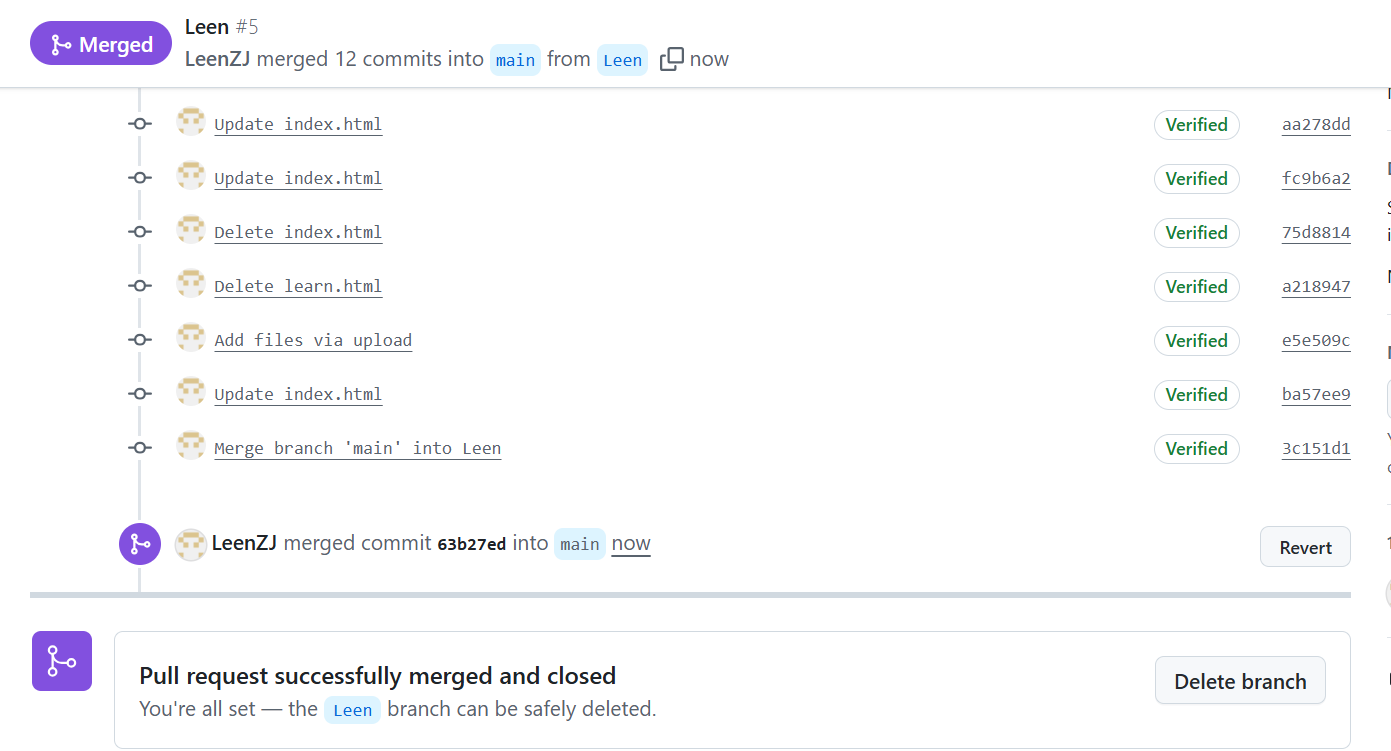 Merged
Leen #5
LeenZJ merged 12 commits into main from Leen now
Update index.html Verified aa278dd
Update index.html Verified fc9b6a2
Delete index.html Verified 75d8814
Delete learn.html Verified a218947
Add files via upload Verified e5e509c
Update index.html Verified ba57ee9
Merge branch 'main' into Leen Verified 3c151d1
LeenZJ merged commit 63b27ed into main now Revert
Pull request successfully merged and closed
You're all set — the Leen branch can be safely deleted.
Delete branch